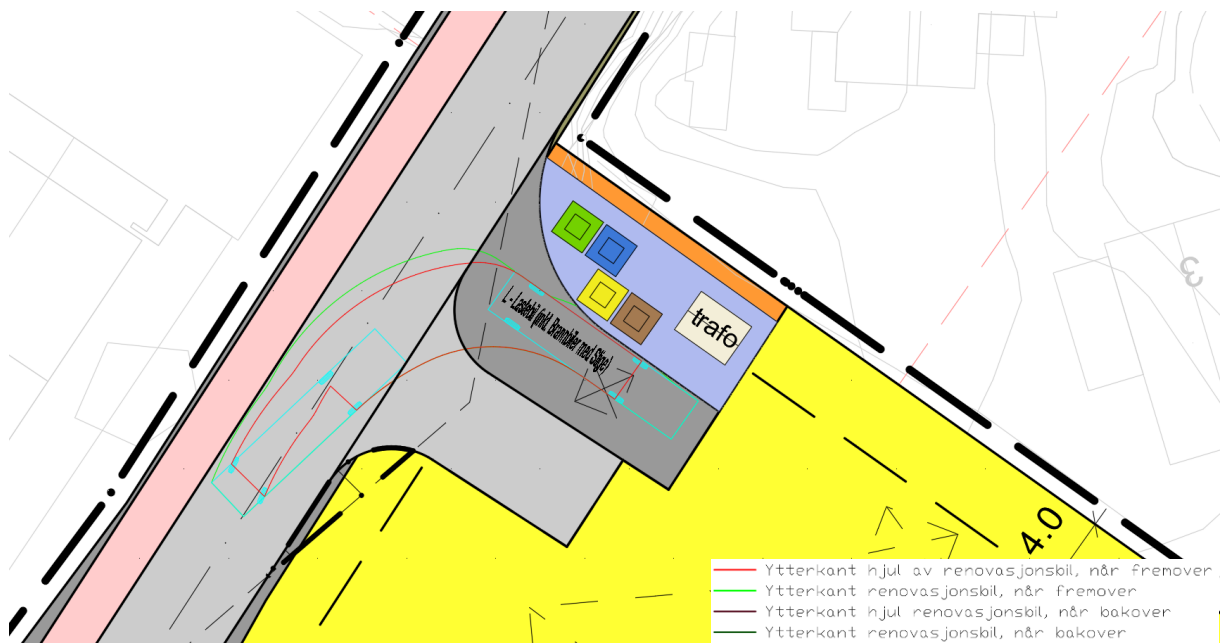 L - Lastebil (inkl. Brannbiler med Stige)
trafo
3
4.0
Ytterkant hjul av renovasjonsbil, når fremover
Ytterkant renovasjonsbil, når fremover
Ytterkant hjul renovasjonsbil, når bakover
Ytterkant renovasjonsbil, når bakover